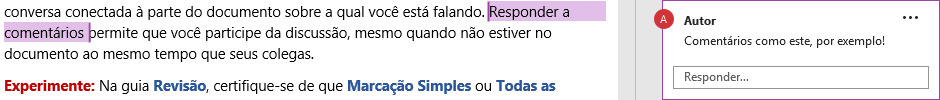 conversa conectada à parte do documento sobre a qual você está falando. Responder a
comentários permite que você participe da discussão, mesmo quando não estiver no
documento ao mesmo tempo que seus colegas.
Experimente: Na guia Revisão, certifique-se de que Marcação Simples ou Todas as
A
Autor
Comentários como este, por exemplo!
Responder...